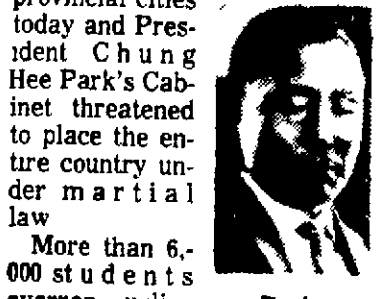 provincial cities
today and Pres-
ident Chung
Hee Park's Cab-
inet threatened
to place the en-
tire country un-
der martial
law
More than 6,-
000 students